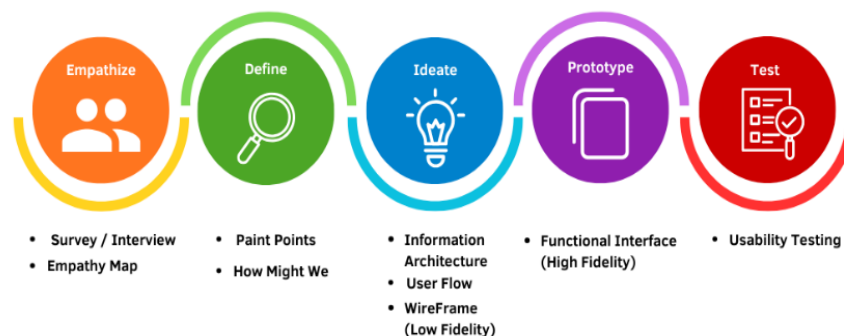 Empathize
Define
Ideate
Prototype
Test
• Survey / Interview
• Empathy Map
• Paint Points
• How Might We
• Information
Architecture
• User Flow
• WireFrame
(Low Fidelity)
• Functional Interface
(High Fidelity)
• Usability Testing